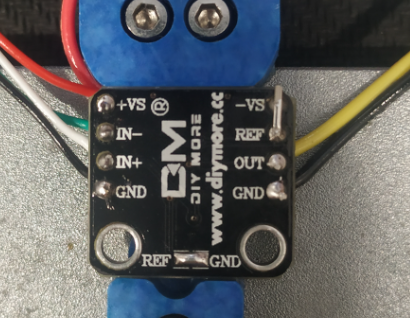 +VS
IN-
IN+
GND
®
DM
DIY MORE
www.diymore.cc
-VS
REF
OUT
GND
REF GND